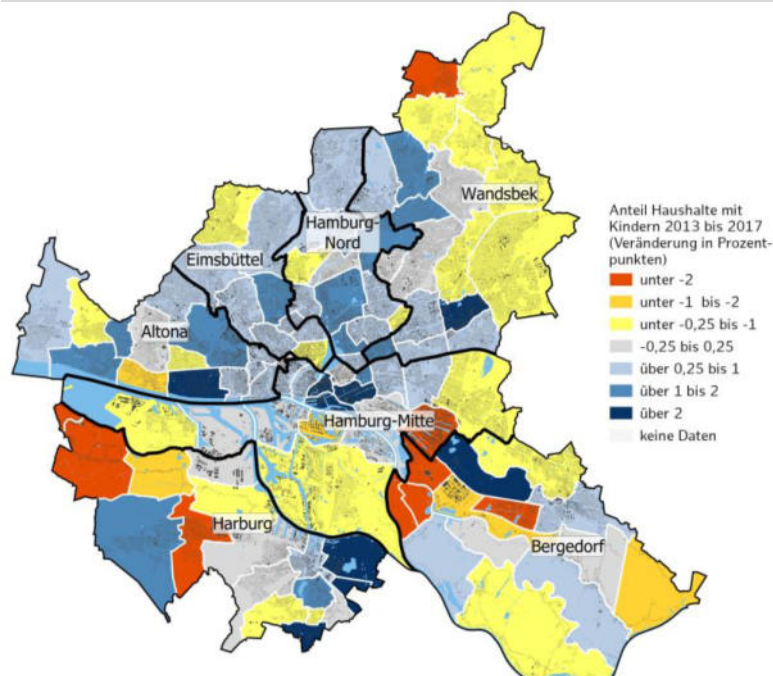 Wandsbek
Hamburg-
Nord
Eimsbüttel
Altona
Hamburg-Mitte
Harburg
Bergedorf
Anteil Haushalte mit
Kindern 2013 bis 2017
(Veränderung in Prozent-
punkten)
unter -2
unter -1 bis -2
unter -0,25 bis -1
-0,25 bis 0,25
über 0,25 bis 1
über 1 bis 2
über 2
keine Daten